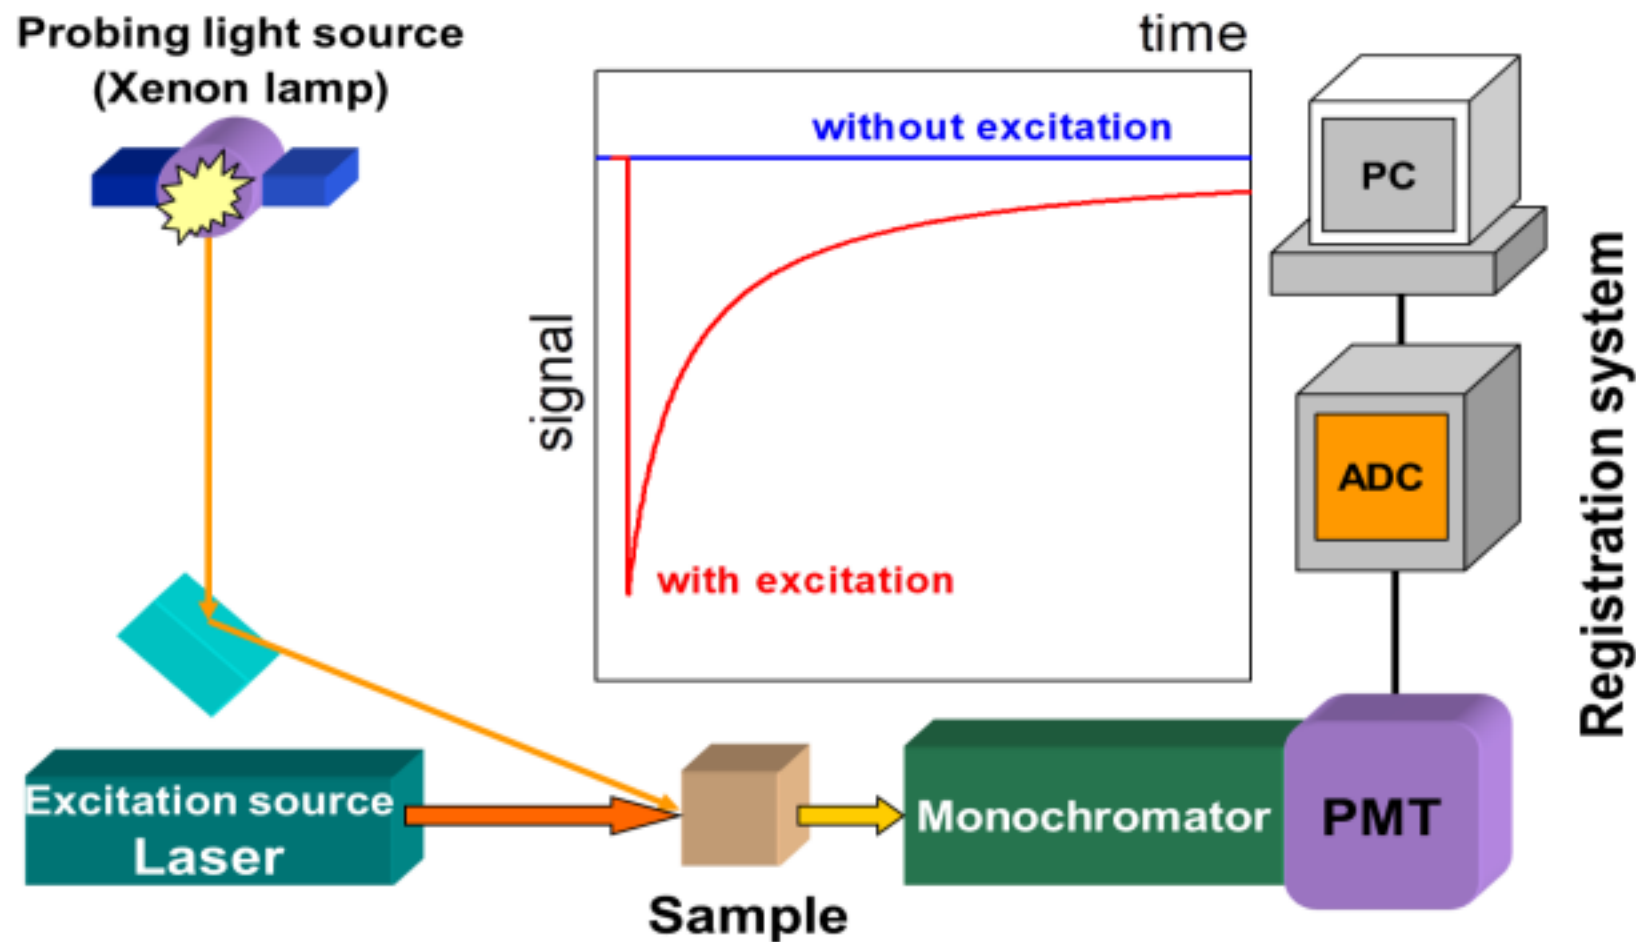 Probing light source
(Xenon lamp)
time
without excitation
signal
with excitation
PC
ADC
Registration system
Excitation source
Laser
Sample
Monochromator
PMT